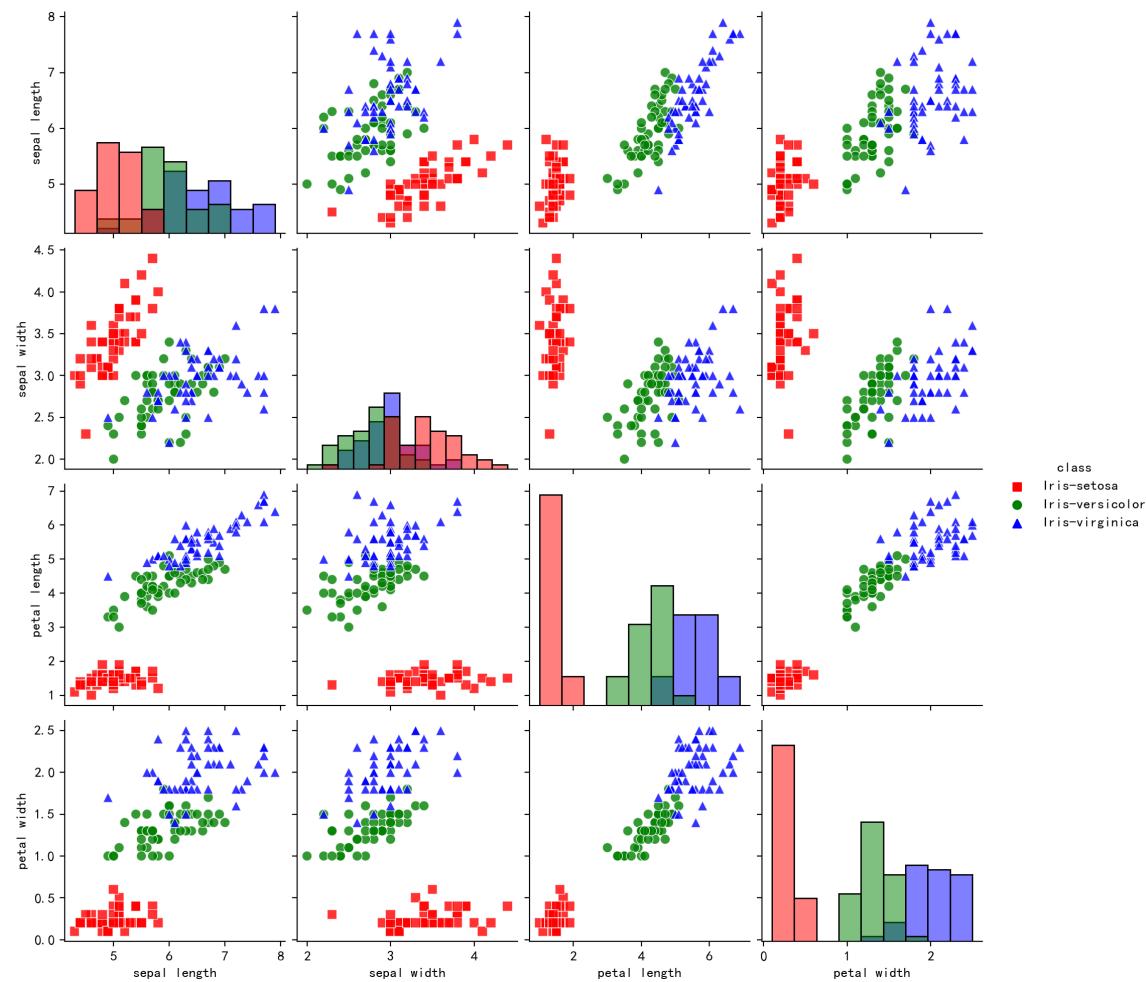 8
7
6
5
sepal length
4.5
4.0
3.5
3.0
2.5
2.0
sepal width
class
Iris-setosa
Iris-versicolor
Iris-virginica
7
6
5
4
3
2
1
petal length
2.5
2.0
1.5
1.0
0.5
0.0
petal width
5 6 7 8
2 3 4
2 4 6
0 1 2
sepal length
sepal width
petal length
petal width